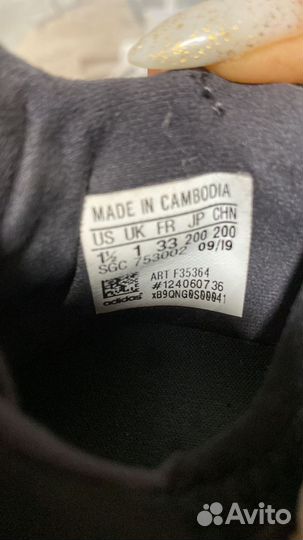 MADE IN CAMBODIA
US UK FR JP CHN
1½ 1 33 200 200
SGC 753002 09/19
ART F35364
#124060736
adidas xB9QNG0S00041
Avito